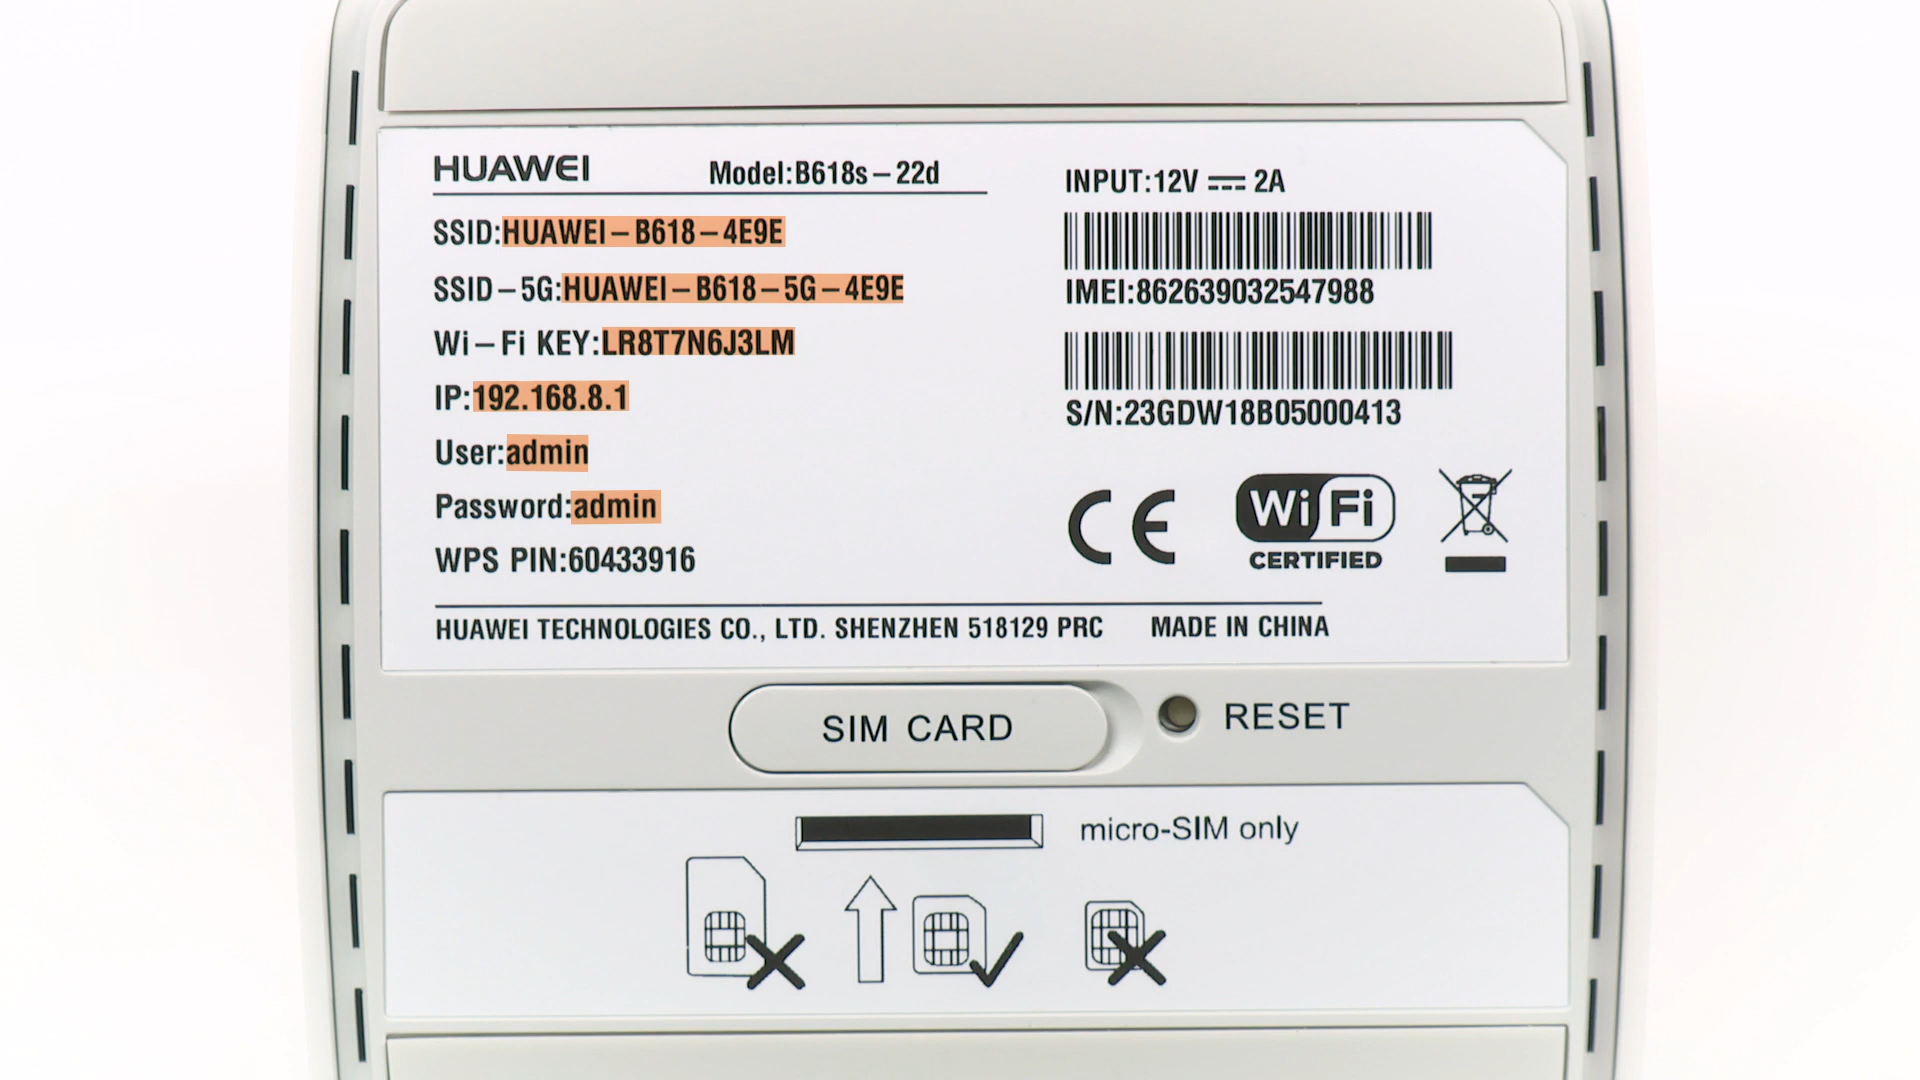 HUAWEI Model:B618s-22d
SSID:HUAWEI-B618-4E9E
SSID-5G:HUAWEI-B618-5G-4E9E
Wi-Fi KEY:LR8T7N6J3LM
IP:192.168.8.1
User:admin
Password:admin
WPS PIN:60433916
INPUT:12V ⎓ 2A
IMEI:862639032547988
S/N:23GDW18B05000413
CE
Wi Fi
CERTIFIED
HUAWEI TECHNOLOGIES CO., LTD. SHENZHEN 518129 PRC MADE IN CHINA
SIM CARD
RESET
micro-SIM only